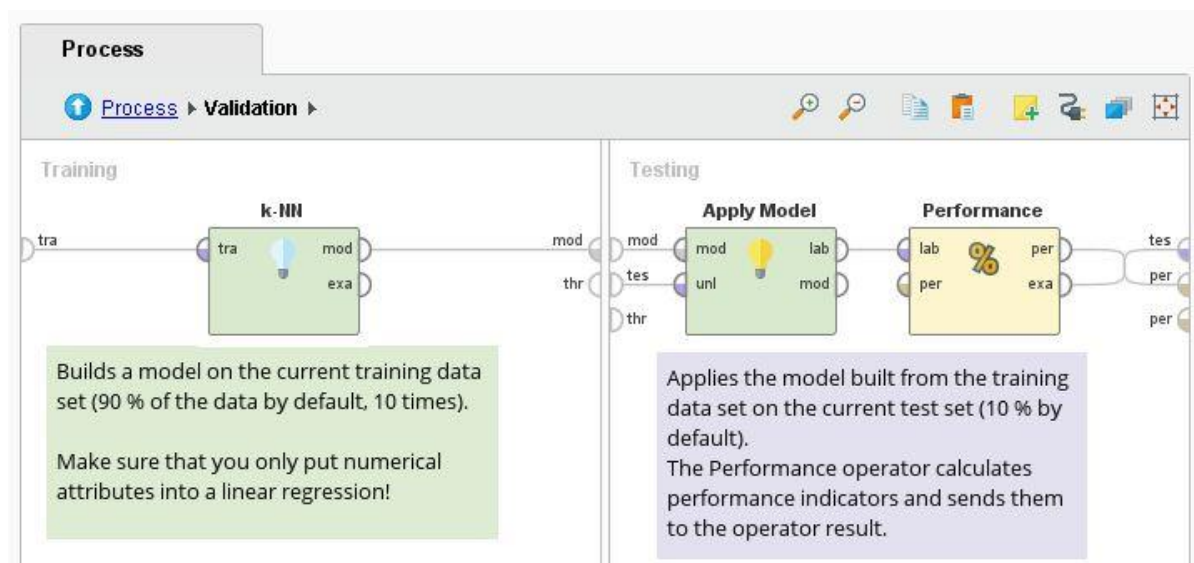 Process
Process Validation
Training
Testing
k-NN
Apply Model
Performance
tra
tra
mod
exa
mod
thr
mod
tes
thr
mod
unl
lab
mod
lab
per
%
per
exa
tes
per
per
Builds a model on the current training data
set (90 % of the data by default, 10 times).
Make sure that you only put numerical
attributes into a linear regression!
Applies the model built from the training
data set on the current test set (10 % by
default).
The Performance operator calculates
performance indicators and sends them
to the operator result.